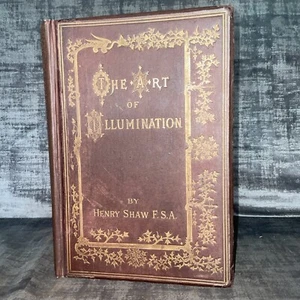 THE ART
OF
ILLUMINATION
BY
HENRY SHAW F.S.A.